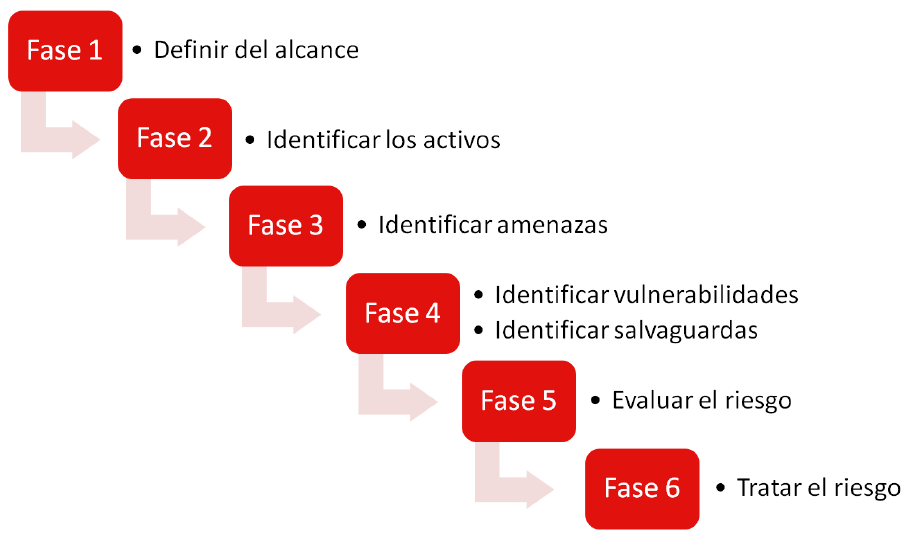 Fase 1
• Definir del alcance
Fase 2
• Identificar los activos
Fase 3
• Identificar amenazas
Fase 4
• Identificar vulnerabilidades
• Identificar salvaguardas
Fase 5
• Evaluar el riesgo
Fase 6
• Tratar el riesgo